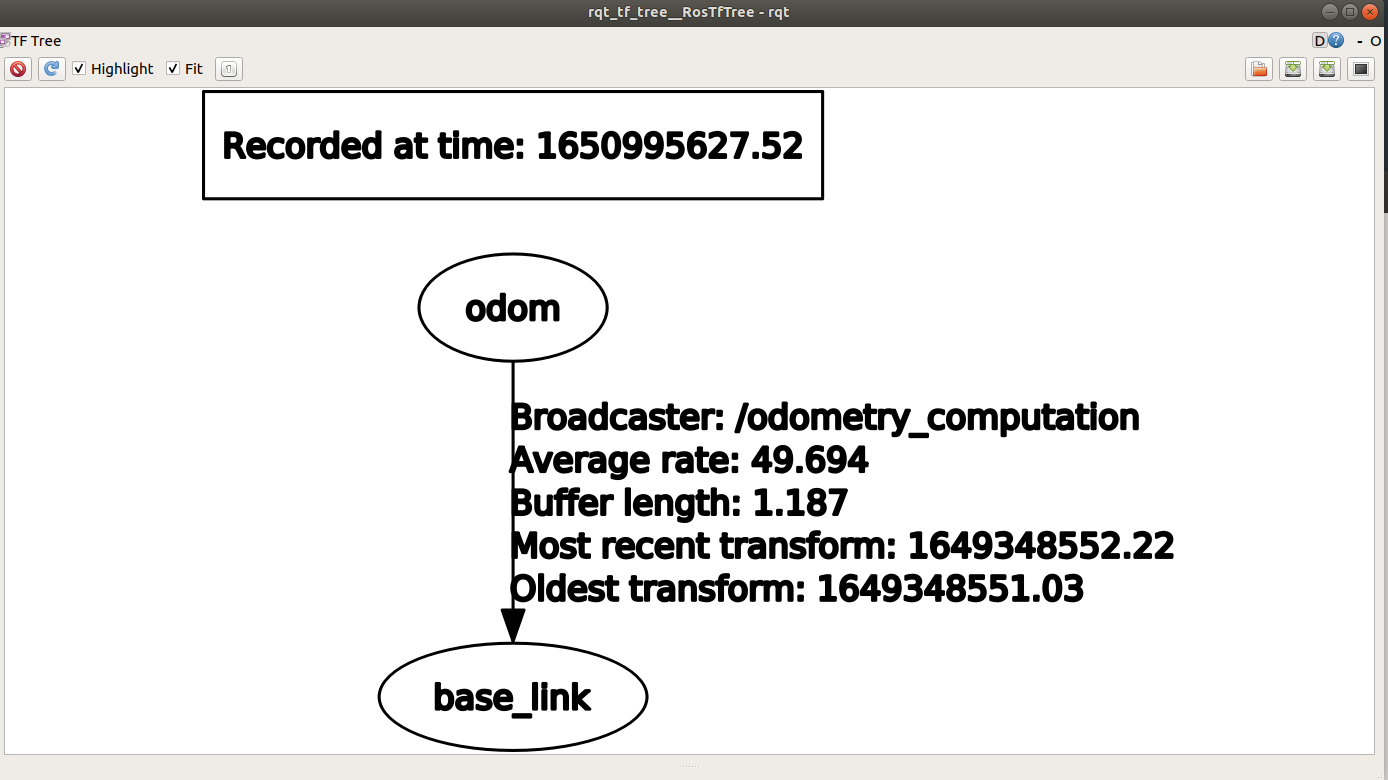 rqt_tf_tree__RosTfTree - rqt
TF Tree
D ? - O
Highlight Fit
Recorded at time: 1650995627.52
odom
Broadcaster: /odometry_computation
Average rate: 49.694
Buffer length: 1.187
Most recent transform: 1649348552.22
Oldest transform: 1649348551.03
base_link